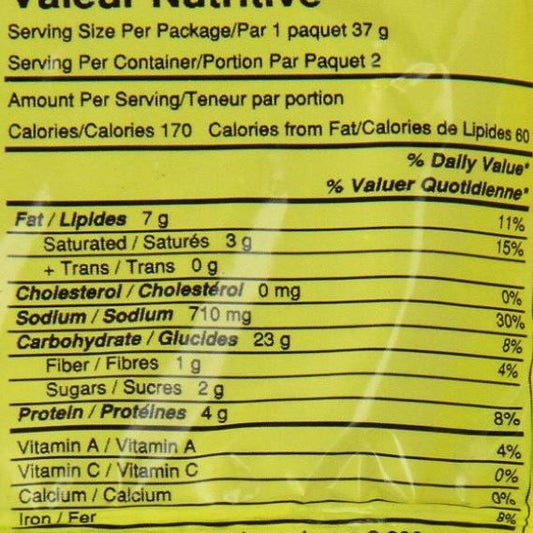 Valeur Nutritive
Serving Size Per Package/Par 1 paquet 37 g
Serving Per Container/Portion Par Paquet 2
Amount Per Serving/Teneur par portion
Calories/Calories 170 Calories from Fat/Calories de Lipides 60
% Daily Value*
% Valuer Quotidienne*
Fat / Lipides 7 g 11%
Saturated / Saturés 3 g 15%
+ Trans / Trans 0 g
Cholesterol / Cholestérol 0 mg 0%
Sodium / Sodium 710 mg 30%
Carbohydrate / Glucides 23 g 8%
Fiber / Fibres 1 g 4%
Sugars / Sucres 2 g
Protein / Protéines 4 g 8%
Vitamin A / Vitamin A 4%
Vitamin C / Vitamin C 0%
Calcium / Calcium 0%
Iron / Fer 8%